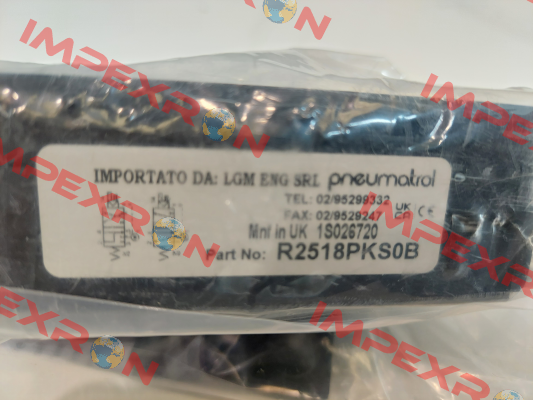 IMPEXRON
IMPORTATO DA: LGM ENG SRL pneumatrol
TEL: 02/95299332
FAX: 02/9529247 UK CA CE
Mnf in UK 1S026720
Part No: R2518PKS0B
IMPEXRON
IMPEXRON
IMPEXRON
IMPEXRON